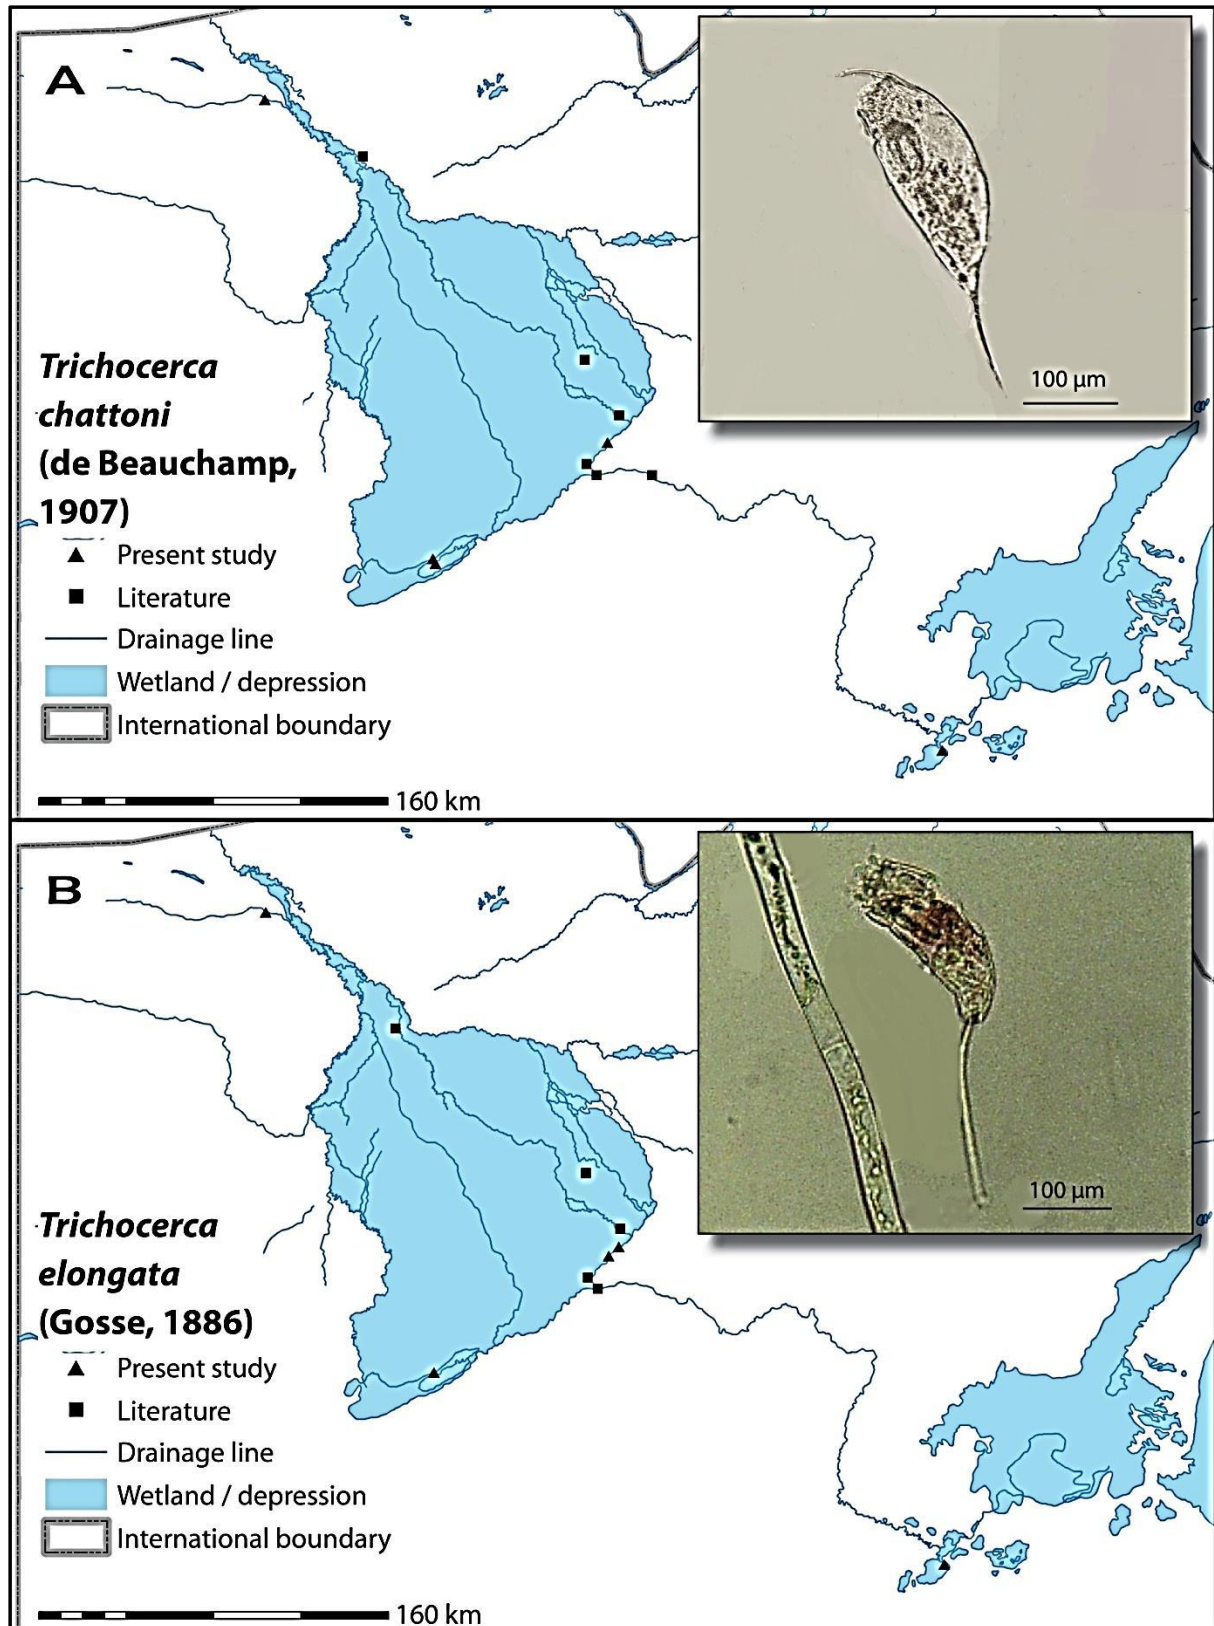 A
100 µm
Trichocerca
chattoni
(de Beauchamp,
1907)
Present study
Literature
Drainage line
Wetland / depression
International boundary
160 km
B
100 µm
Trichocerca
elongata
(Gosse, 1886)
Present study
Literature
Drainage line
Wetland / depression
International boundary
160 km